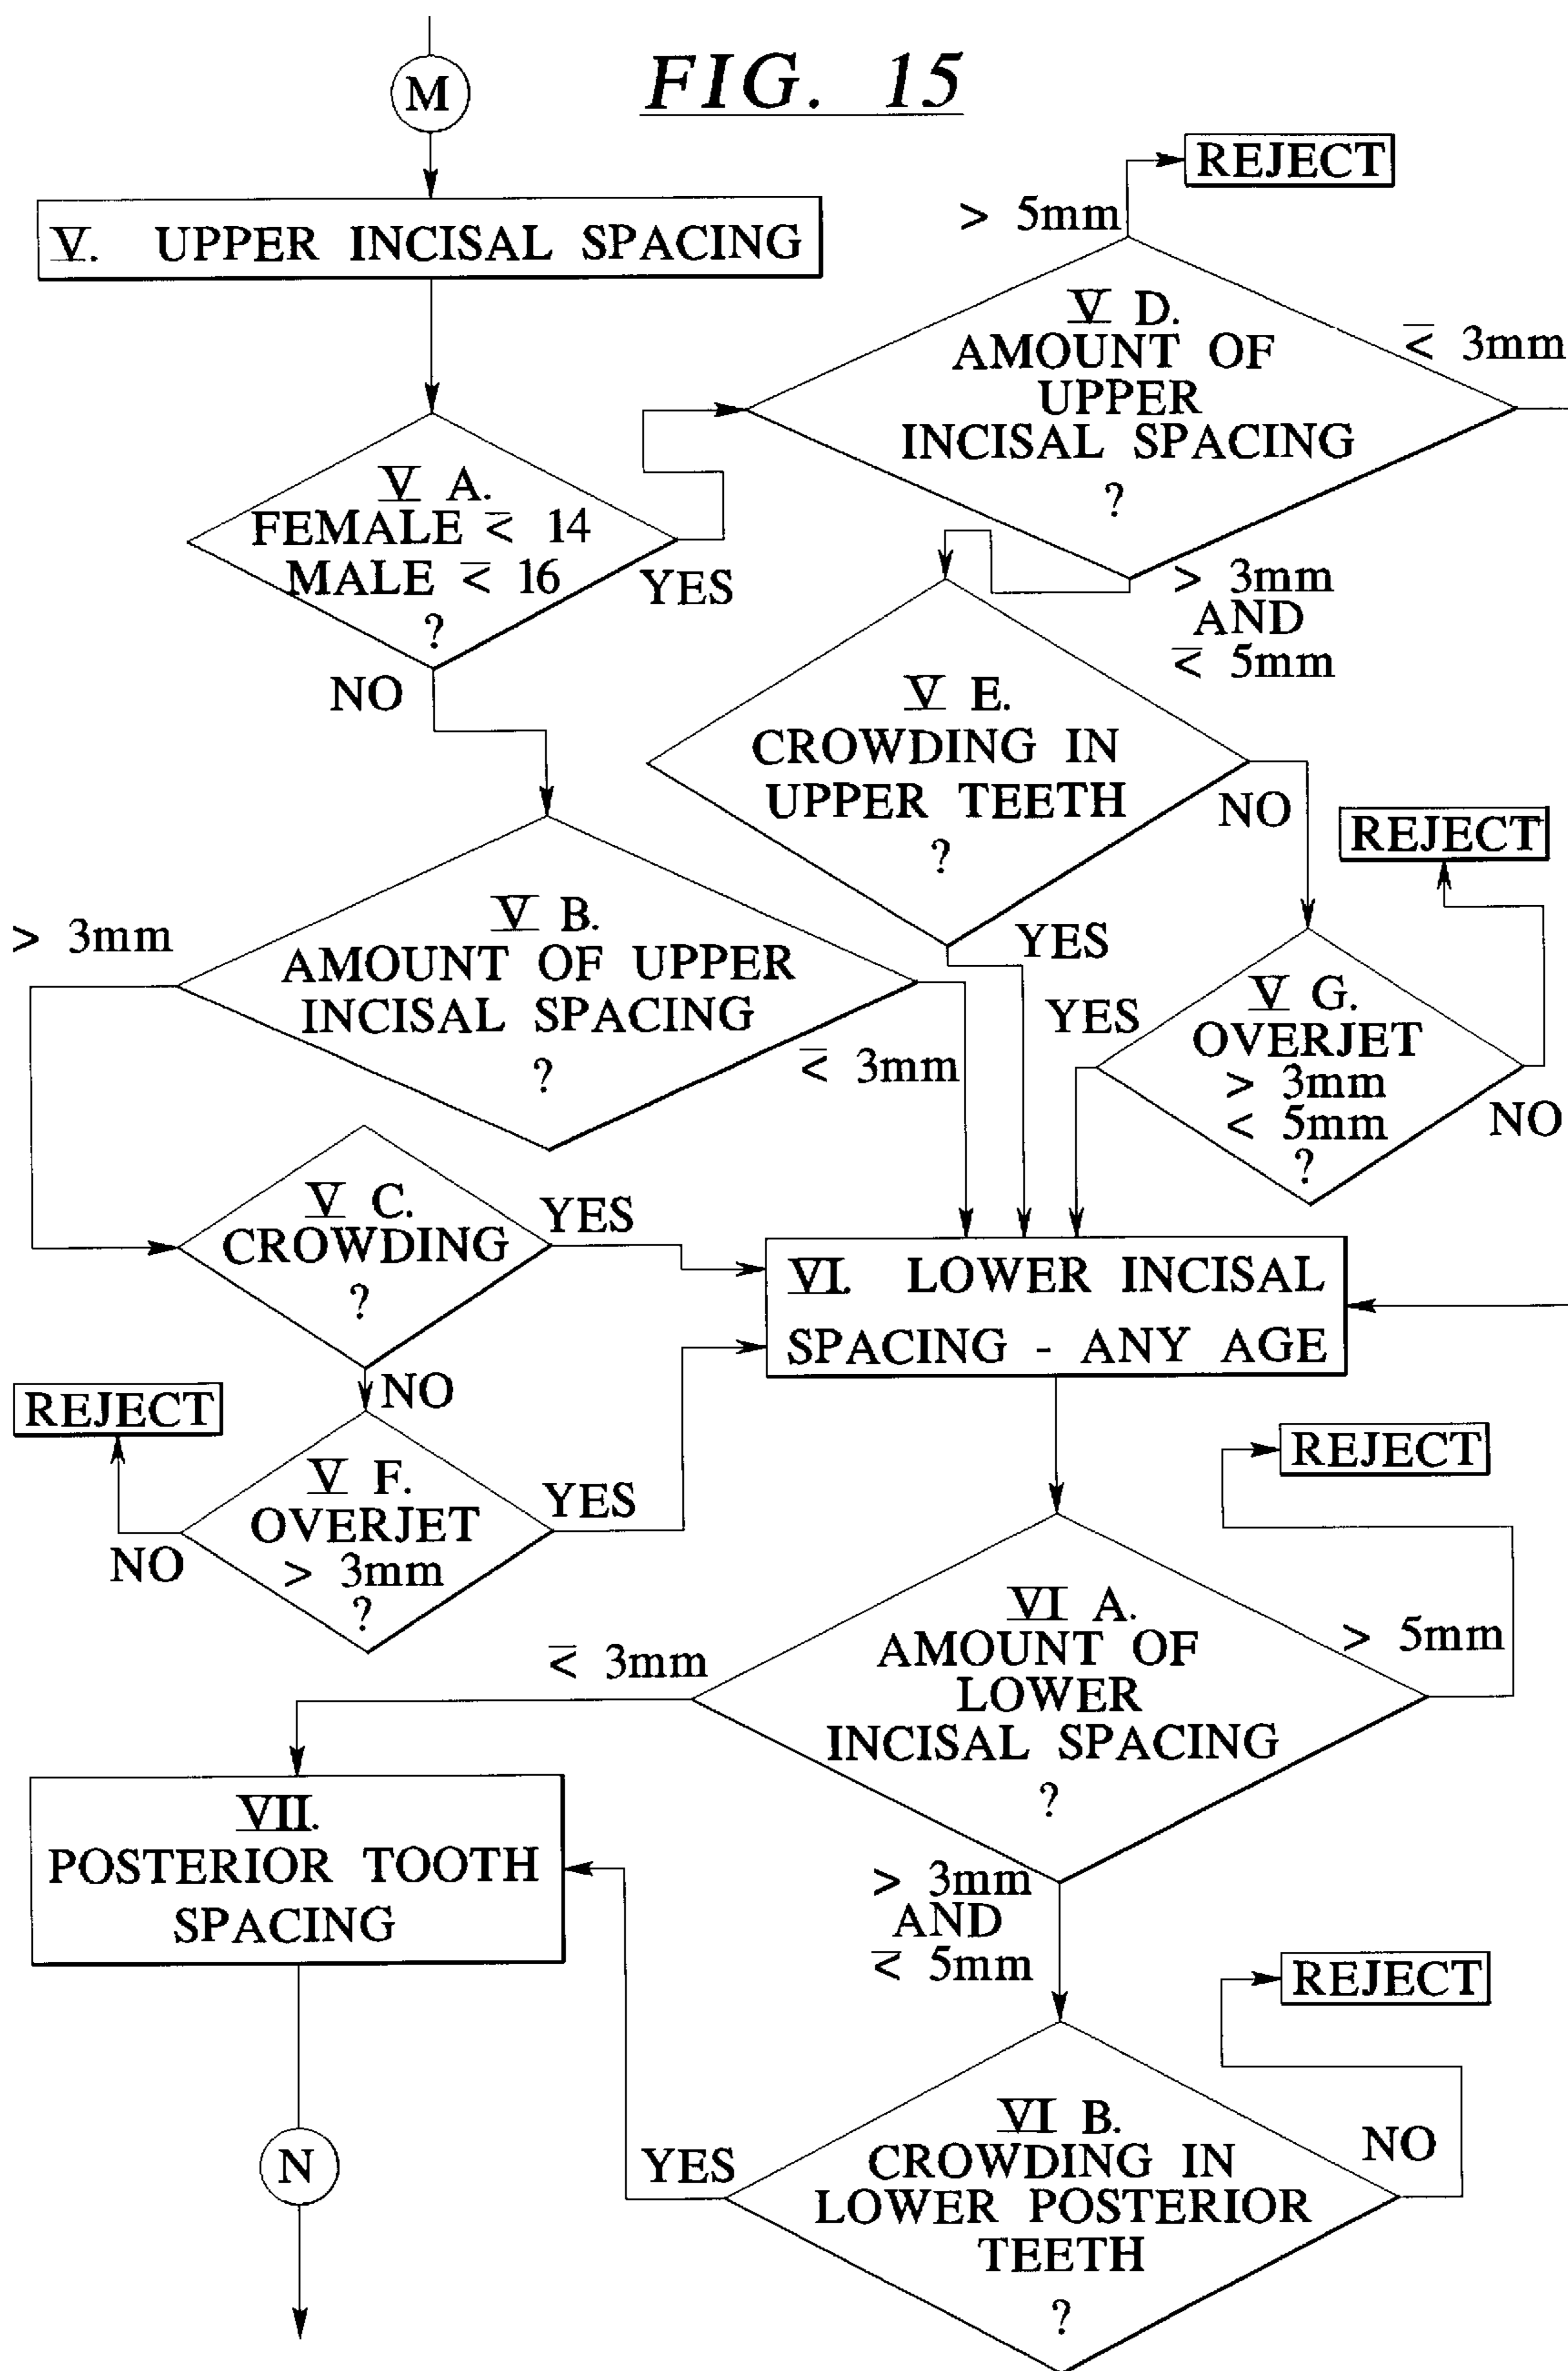 M
FIG. 15
REJECT
> 5mm
V. UPPER INCISAL SPACING
V D.
AMOUNT OF
UPPER
INCISAL SPACING
?
≤ 3mm
V A.
FEMALE ≤ 14
MALE ≤ 16
?
YES
NO
> 3mm
AND
≤ 5mm
V E.
CROWDING IN
UPPER TEETH
?
NO
YES
REJECT
> 3mm
V B.
AMOUNT OF UPPER
INCISAL SPACING
?
≤ 3mm
YES
V G.
OVERJET
> 3mm
< 5mm
?
NO
V C.
CROWDING
?
YES
NO
VI. LOWER INCISAL
SPACING - ANY AGE
REJECT
V F.
OVERJET
> 3mm
?
YES
NO
REJECT
VI A.
AMOUNT OF
LOWER
INCISAL SPACING
?
> 5mm
≤ 3mm
VII.
POSTERIOR TOOTH
SPACING
> 3mm
AND
≤ 5mm
REJECT
VI B.
CROWDING IN
LOWER POSTERIOR
TEETH
?
NO
YES
N